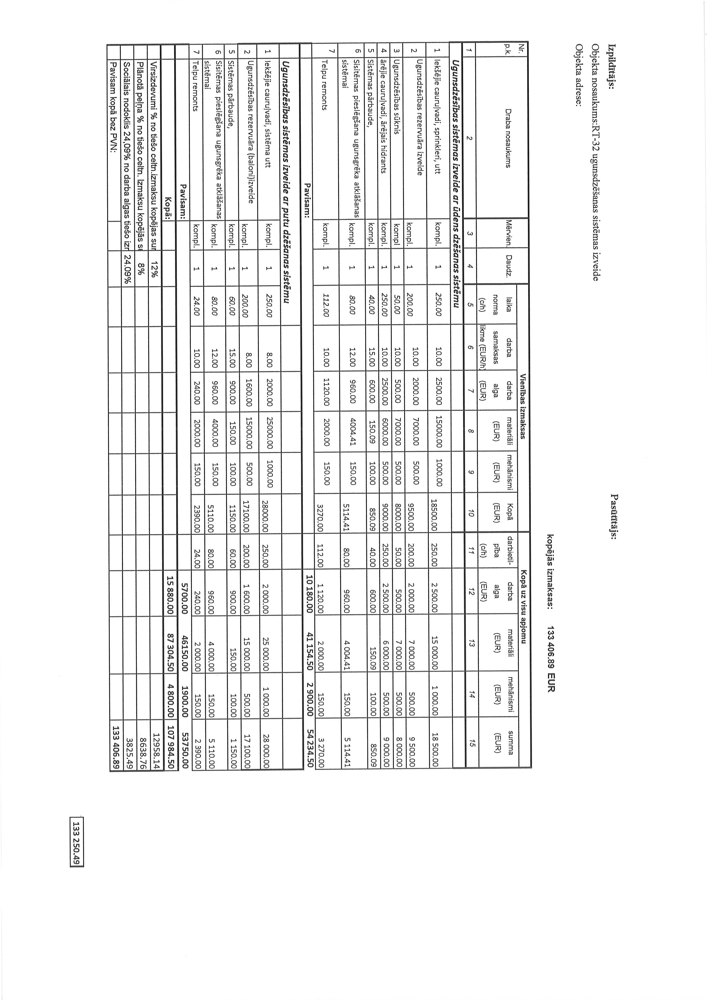 Izpildītājs:
Pasūtītājs:
Objekta nosaukums:RT-32 ugunsdzēšanas sistēmas izveide
Objekta adrese:
kopējās izmaksas: 133 406.89 EUR
Nr. p.k. Draba nosaukums Mērvien. Daudz. Vienības izmaksas Kopā uz visu apjomu
laika norma (c/h) darba samaksas likme (EUR/h) darba alga (EUR) materiāli (EUR) mehānismi (EUR) Kopā (EUR) darbietil-pība (c/h) darba alga (EUR) materiāli (EUR) mehānismi (EUR) summa (EUR)
1 2 3 4 5 6 7 8 9 10 11 12 13 14 15
Ugunsdzēsības sistēmas izveide ar ūdens dzēšanas sistēmu
1 Iekšējie cauruļvadi, sprinkleri, utt kompl. 1 250.00 10.00 2500.00 15000.00 1000.00 18500.00 250.00 2 500.00 15 000.00 1 000.00 18 500.00
2 Ugunsdzēsības rezervuāra izveide kompl. 1 200.00 10.00 2000.00 7000.00 500.00 9500.00 200.00 2 000.00 7 000.00 500.00 9 500.00
3 Ugunsdzēsības sūknis kompl 1 50.00 10.00 500.00 7000.00 500.00 8000.00 50.00 500.00 7 000.00 500.00 8 000.00
4 ārējie cauruļvadi, ārējais hidrants kompl. 1 250.00 10.00 2500.00 6000.00 500.00 9000.00 250.00 2 500.00 6 000.00 500.00 9 000.00
5 Sistēmas pārbaude, kompl. 1 40.00 15.00 600.00 150.09 100.00 850.09 40.00 600.00 150.09 100.00 850.09
6 Sisitēmas pieslēgšana ugunsgrēka atklāšanas
sistēmai kompl. 1 80.00 12.00 960.00 4004.41 150.00 5114.41 80.00 960.00 4 004.41 150.00 5 114.41
7 Telpu remonts kompl. 1 112.00 10.00 1120.00 2000.00 150.00 3270.00 112.00 1 120.00 2 000.00 150.00 3 270.00
Pavisam: 10 180.00 41 154.50 2 900.00 54 234.50
Ugunsdzēsības sistēmas izveide ar putu dzēšanas sistēmu
1 Iekšējie cauruļvadi, sistēma utt kompl. 1 250.00 8.00 2000.00 25000.00 1000.00 28000.00 250.00 2 000.00 25 000.00 1 000.00 28 000.00
2 Ugunsdzēsības rezervuāra (baloni)izveide kompl. 1 200.00 8.00 1600.00 15000.00 500.00 17100.00 200.00 1 600.00 15 000.00 500.00 17 100.00
5 Sistēmas pārbaude, kompl. 1 60.00 15.00 900.00 150.00 100.00 1150.00 60.00 900.00 150.00 100.00 1 150.00
6 Sisitēmas pieslēgšana ugunsgrēka atklāšanas
sistēmai kompl. 1 80.00 12.00 960.00 4000.00 150.00 5110.00 80.00 960.00 4 000.00 150.00 5 110.00
7 Telpu remonts kompl. 1 24.00 10.00 240.00 2000.00 150.00 2390.00 24.00 240.00 2 000.00 150.00 2 390.00
Pavisam: 5700.00 46150.00 1900.00 53750.00
Kopā: 15 880.00 87 304.50 4 800.00 107 984.50
Virsizdevumi % no tiešo celtn.izmaksu kopējas sur 12% 12958.14
Plānotā peļņa % no tiešo celtn. Izmaksu kopējās su 8% 8638.76
Sociālais nodoklis 24,09% no darba algas tiešo izr 24.09% 3825.49
Pavisam kopā bez PVN: 133 406.89
133 250.49